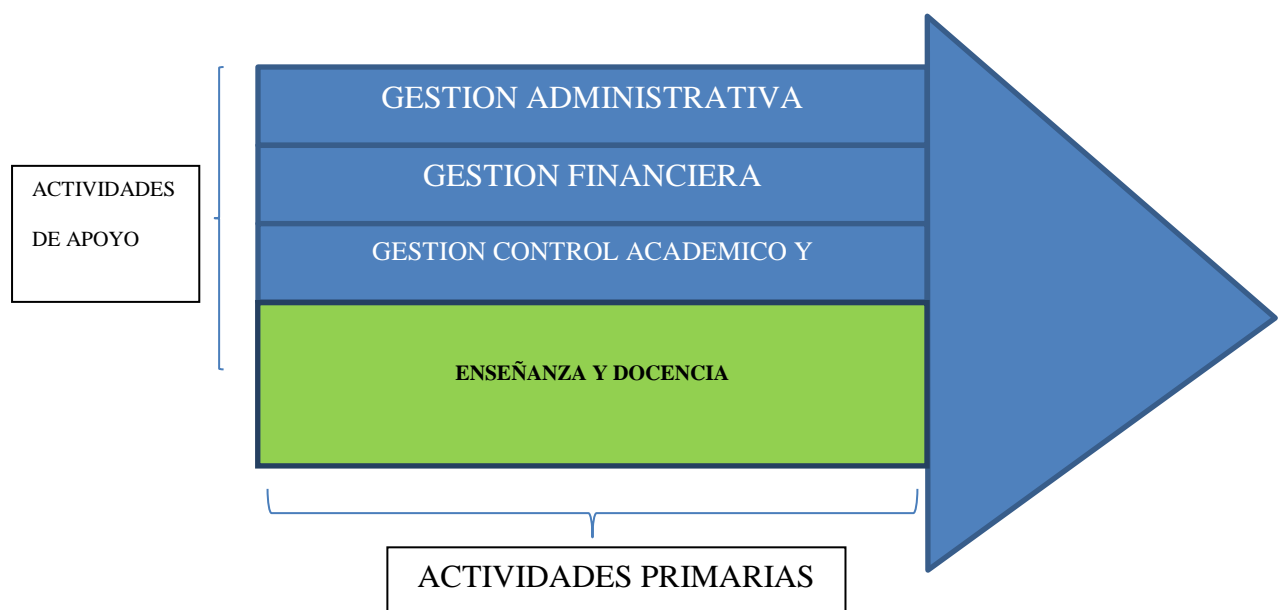 GESTION ADMINISTRATIVA
GESTION FINANCIERA
ACTIVIDADES
DE APOYO
GESTION CONTROL ACADEMICO Y
ENSEÑANZA Y DOCENCIA
ACTIVIDADES PRIMARIAS